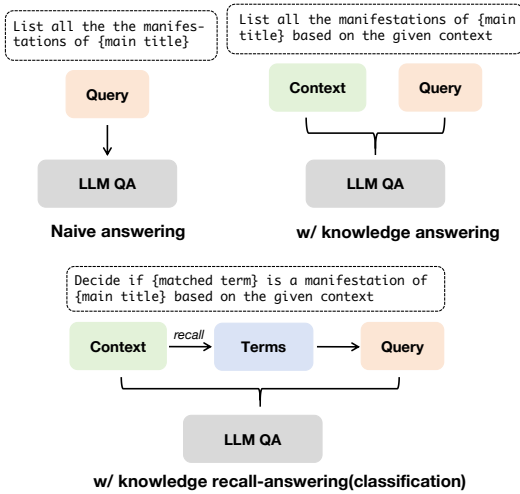 List all the the manifes-
tations of {main title}
Query
LLM QA
Naive answering
List all the manifestations of {main
title} based on the given context
Context
Query
LLM QA
w/ knowledge answering
Decide if {matched term} is a manifestation of
{main title} based on the given context
Context
recall
Terms
Query
LLM QA
w/ knowledge recall-answering(classification)